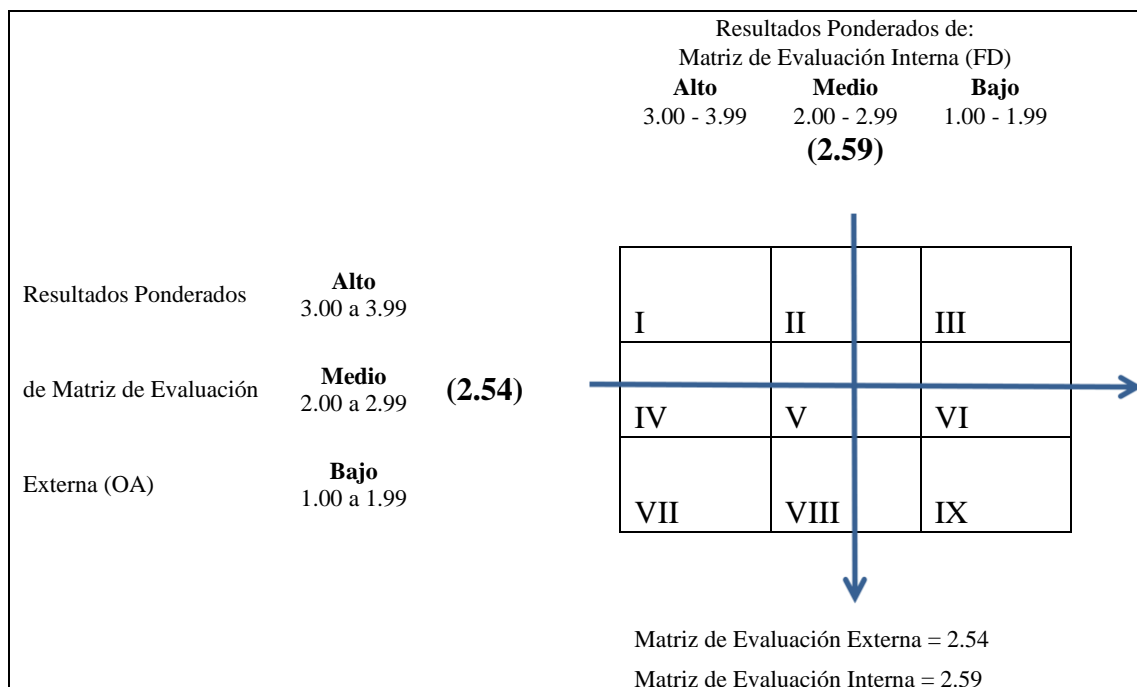 Resultados Ponderados de:
Matriz de Evaluación Interna (FD)
Alto Medio Bajo
3.00 - 3.99 2.00 - 2.99 1.00 - 1.99
(2.59)
Resultados Ponderados
Alto
3.00 a 3.99
I II III
de Matriz de Evaluación
Medio
2.00 a 2.99
(2.54)
IV V VI
Externa (OA)
Bajo
1.00 a 1.99
VII VIII IX
Matriz de Evaluación Externa = 2.54
Matriz de Evaluación Interna = 2.59